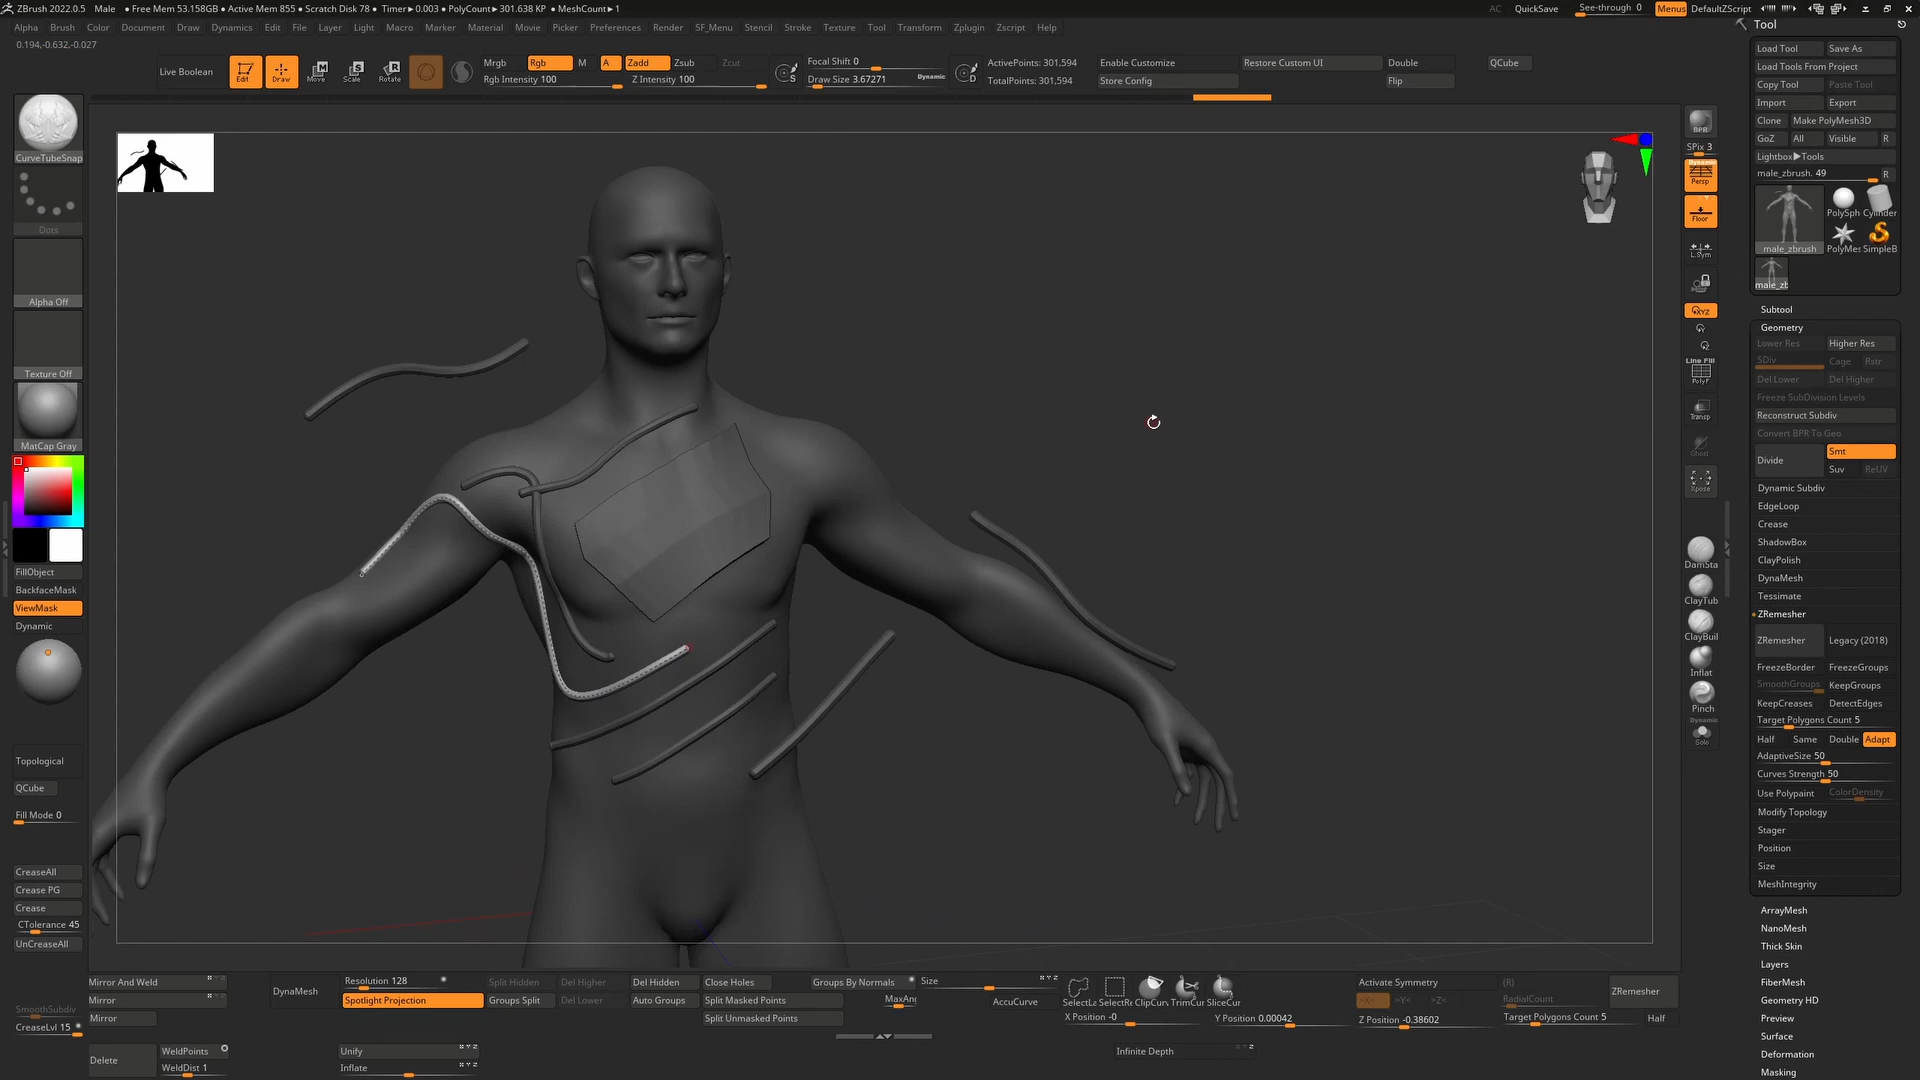 ZBrush 2022.0.5 Male • Free Mem 53.158GB • Active Mem 855 • Scratch Disk 78 • Timer▶0.003 • PolyCount▶301.638 KP • MeshCount▶1
AC QuickSave See-through 0 Menus DefaultZScript
Alpha Brush Color Document Draw Dynamics Edit File Layer Light Macro Marker Material Movie Picker Preferences Render SF_Menu Stencil Stroke Texture Tool Transform Zplugin Zscript Help
0.194,-0.632,-0.027
Live Boolean
Edit Draw Move Scale Rotate
Mrgb Rgb M A Zadd Zsub Zcut
Rgb Intensity 100 Z Intensity 100
Focal Shift 0
Draw Size 3.67271 Dynamic
ActivePoints: 301,594
TotalPoints: 301,594
Enable Customize Restore Custom UI Double QCube
Store Config Flip
CurveTubeSnap
Dots
Alpha Off
Texture Off
MatCap Gray
FillObject
BackfaceMask
ViewMask
Dynamic
Topological
QCube
Fill Mode 0
CreaseAll
Crease PG
Crease
CTolerance 45
UnCreaseAll
SmoothSubdiv
CreaseLvl 15
BPR
SPix 3
Dynamic
Persp
Floor
L.Sym
XYZ
Line Fill
PolyF
Transp
Ghost
Xpose
DamSta
ClayTub
ClayBuil
Inflat
Pinch
Dynamic
Solo
Tool
Load Tool Save As
Load Tools From Project
Copy Tool Paste Tool
Import Export
Clone Make PolyMesh3D
GoZ All Visible R
Lightbox▶Tools
male_zbrush. 49 R
PolySph Cylinder
male_zbrush PolyMes SimpleB
male_zb
Subtool
Geometry
Lower Res Higher Res
SDiv Cage Rstr
Del Lower Del Higher
Freeze SubDivision Levels
Reconstruct Subdiv
Convert BPR To Geo
Divide Smt
Suv ReUV
Dynamic Subdiv
EdgeLoop
Crease
ShadowBox
ClayPolish
DynaMesh
Tessimate
ZRemesher
ZRemesher Legacy (2018)
FreezeBorder FreezeGroups
SmoothGroups KeepGroups
KeepCreases DetectEdges
Target Polygons Count 5
Half Same Double Adapt
AdaptiveSize 50
Curves Strength 50
Use Polypaint ColorDensity
Modify Topology
Stager
Position
Size
MeshIntegrity
ArrayMesh
NanoMesh
Thick Skin
Layers
FiberMesh
Geometry HD
Preview
Surface
Deformation
Masking
Mirror And Weld
Mirror
Mirror
DynaMesh
Resolution 128
Spotlight Projection
Split Hidden Del Higher Del Hidden Close Holes
Groups Split Del Lower Auto Groups Split Masked Points
Split Unmasked Points
Groups By Normals Size
MaxAng AccuCurve
SelectLa SelectRe ClipCurv TrimCur SliceCur
X Position -0 Y Position 0.00042 Z Position -0.38602
Activate Symmetry (R)
>X< >Y< >Z< RadialCount
ZRemesher
Target Polygons Count 5 Half
Delete
WeldPoints
WeldDist 1
Unify
Inflate
Infinite Depth